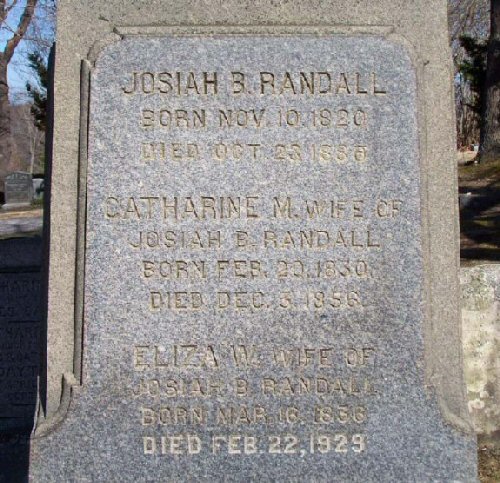 JOSIAH B. RANDALL
BORN NOV. 10. 1820
DIED OCT. 23. 1885
CATHARINE M. WIFE OF
JOSIAH B. RANDALL
BORN FEB. 20. 1830.
DIED DEC. 3. 1856.
ELIZA W. WIFE OF
JOSIAH B. RANDALL
BORN MAR. 16. 1836
DIED FEB. 22, 1929